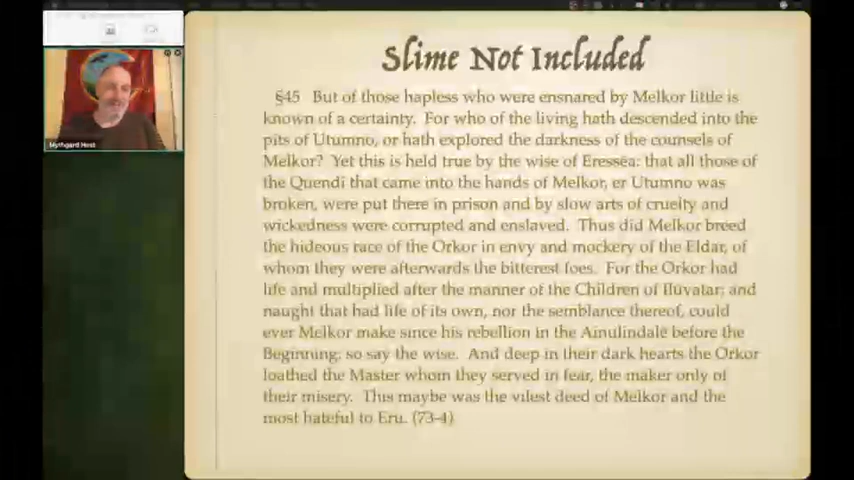 Slime Not Included
§45 But of those hapless who were ensnared by Melkor little is
known of a certainty. For who of the living hath descended into the
pits of Utumno, or hath explored the darkness of the counsels of
Melkor? Yet this is held true by the wise of Eressëa: that all those of
the Quendi that came into the hands of Melkor, er Utumno was
broken, were put there in prison and by slow arts of cruelty and
wickedness were corrupted and enslaved. Thus did Melkor breed
the hideous race of the Orkor in envy and mockery of the Eldar, of
whom they were afterwards the bitterest foes. For the Orkor had
life and multiplied after the manner of the Children of Ilúvatar; and
naught that had life of its own, nor the semblance thereof, could
ever Melkor make since his rebellion in the Ainulindalë before the
Beginning: so say the wise. And deep in their dark hearts the Orkor
loathed the Master whom they served in fear, the maker only of
their misery. This maybe was the vilest deed of Melkor and the
most hateful to Eru. (73-4)
Mythgard Host